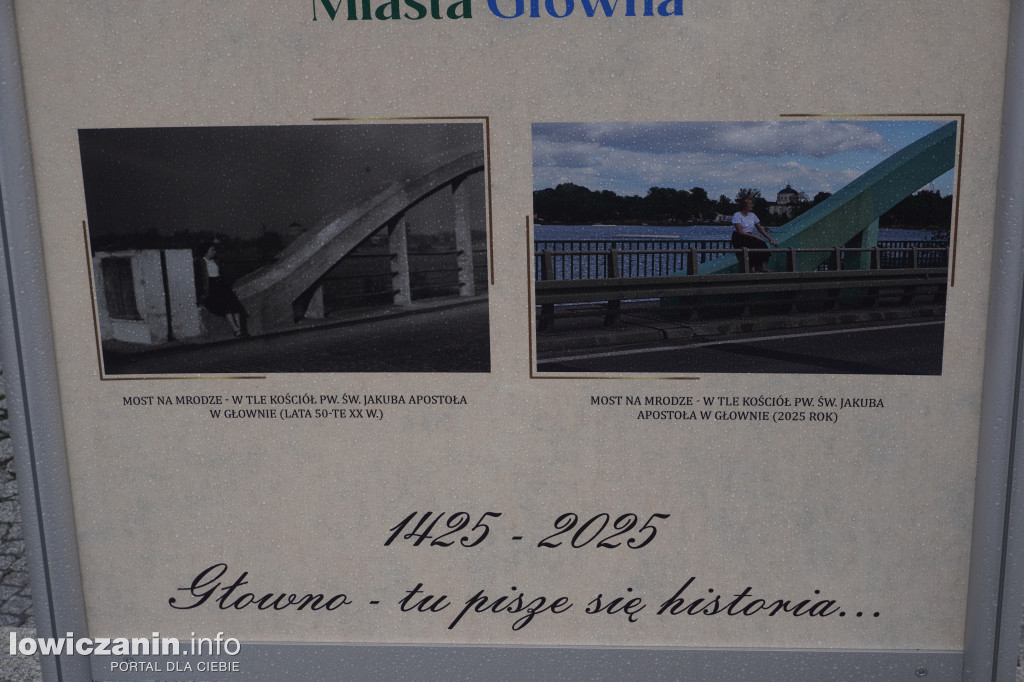 Miasta Głowna
MOST NA MRODZE - W TLE KOŚCIÓŁ PW. ŚW. JAKUBA APOSTOŁA
W GŁOWNIE (LATA 50-TE XX W.)
MOST NA MRODZE - W TLE KOŚCIÓŁ PW. ŚW. JAKUBA
APOSTOŁA W GŁOWNIE (2025 ROK)
1425 - 2025
Głowno - tu pisze się historia...
lowiczanin.info
PORTAL DLA CIEBIE